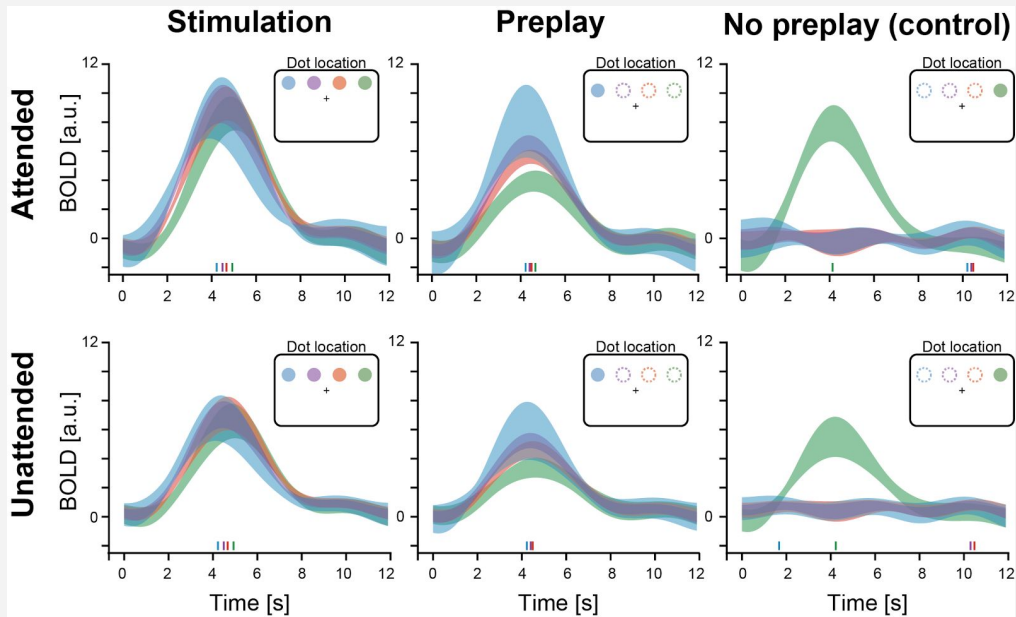 Stimulation
Preplay
No preplay (control)
Attended
BOLD [a.u.]
12
0
Dot location
+
0 2 4 6 8 10 12
12
0
Dot location
+
0 2 4 6 8 10 12
12
0
Dot location
+
0 2 4 6 8 10 12
Unattended
BOLD [a.u.]
12
0
Dot location
+
0 2 4 6 8 10 12
Time [s]
12
0
Dot location
+
0 2 4 6 8 10 12
Time [s]
12
0
Dot location
+
0 2 4 6 8 10 12
Time [s]